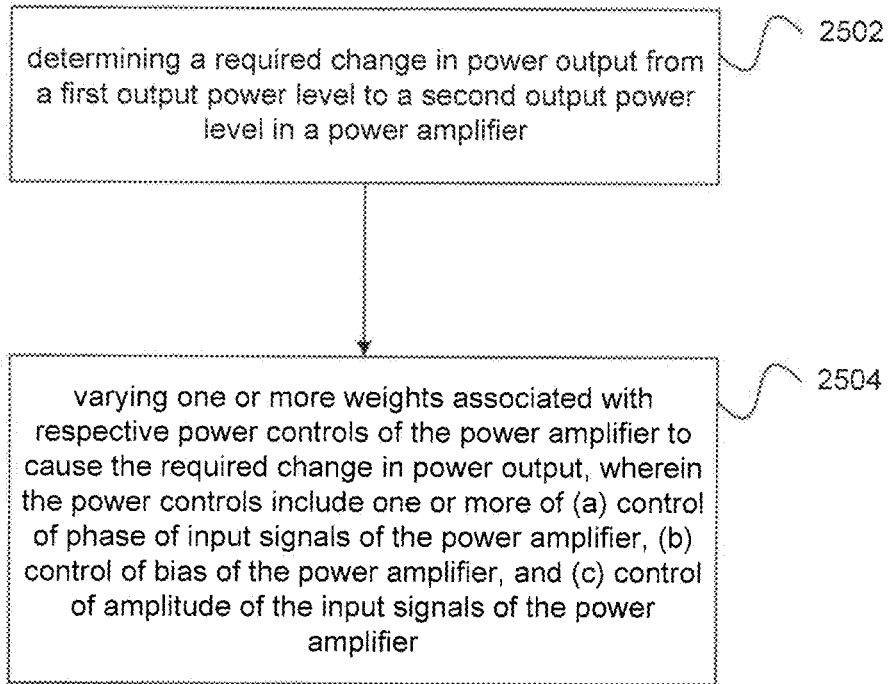 determining a required change in power output from
a first output power level to a second output power
level in a power amplifier
2502
varying one or more weights associated with
respective power controls of the power amplifier to
cause the required change in power output, wherein
the power controls include one or more of (a) control
of phase of input signals of the power amplifier, (b)
control of bias of the power amplifier, and (c) control
of amplitude of the input signals of the power
amplifier
2504